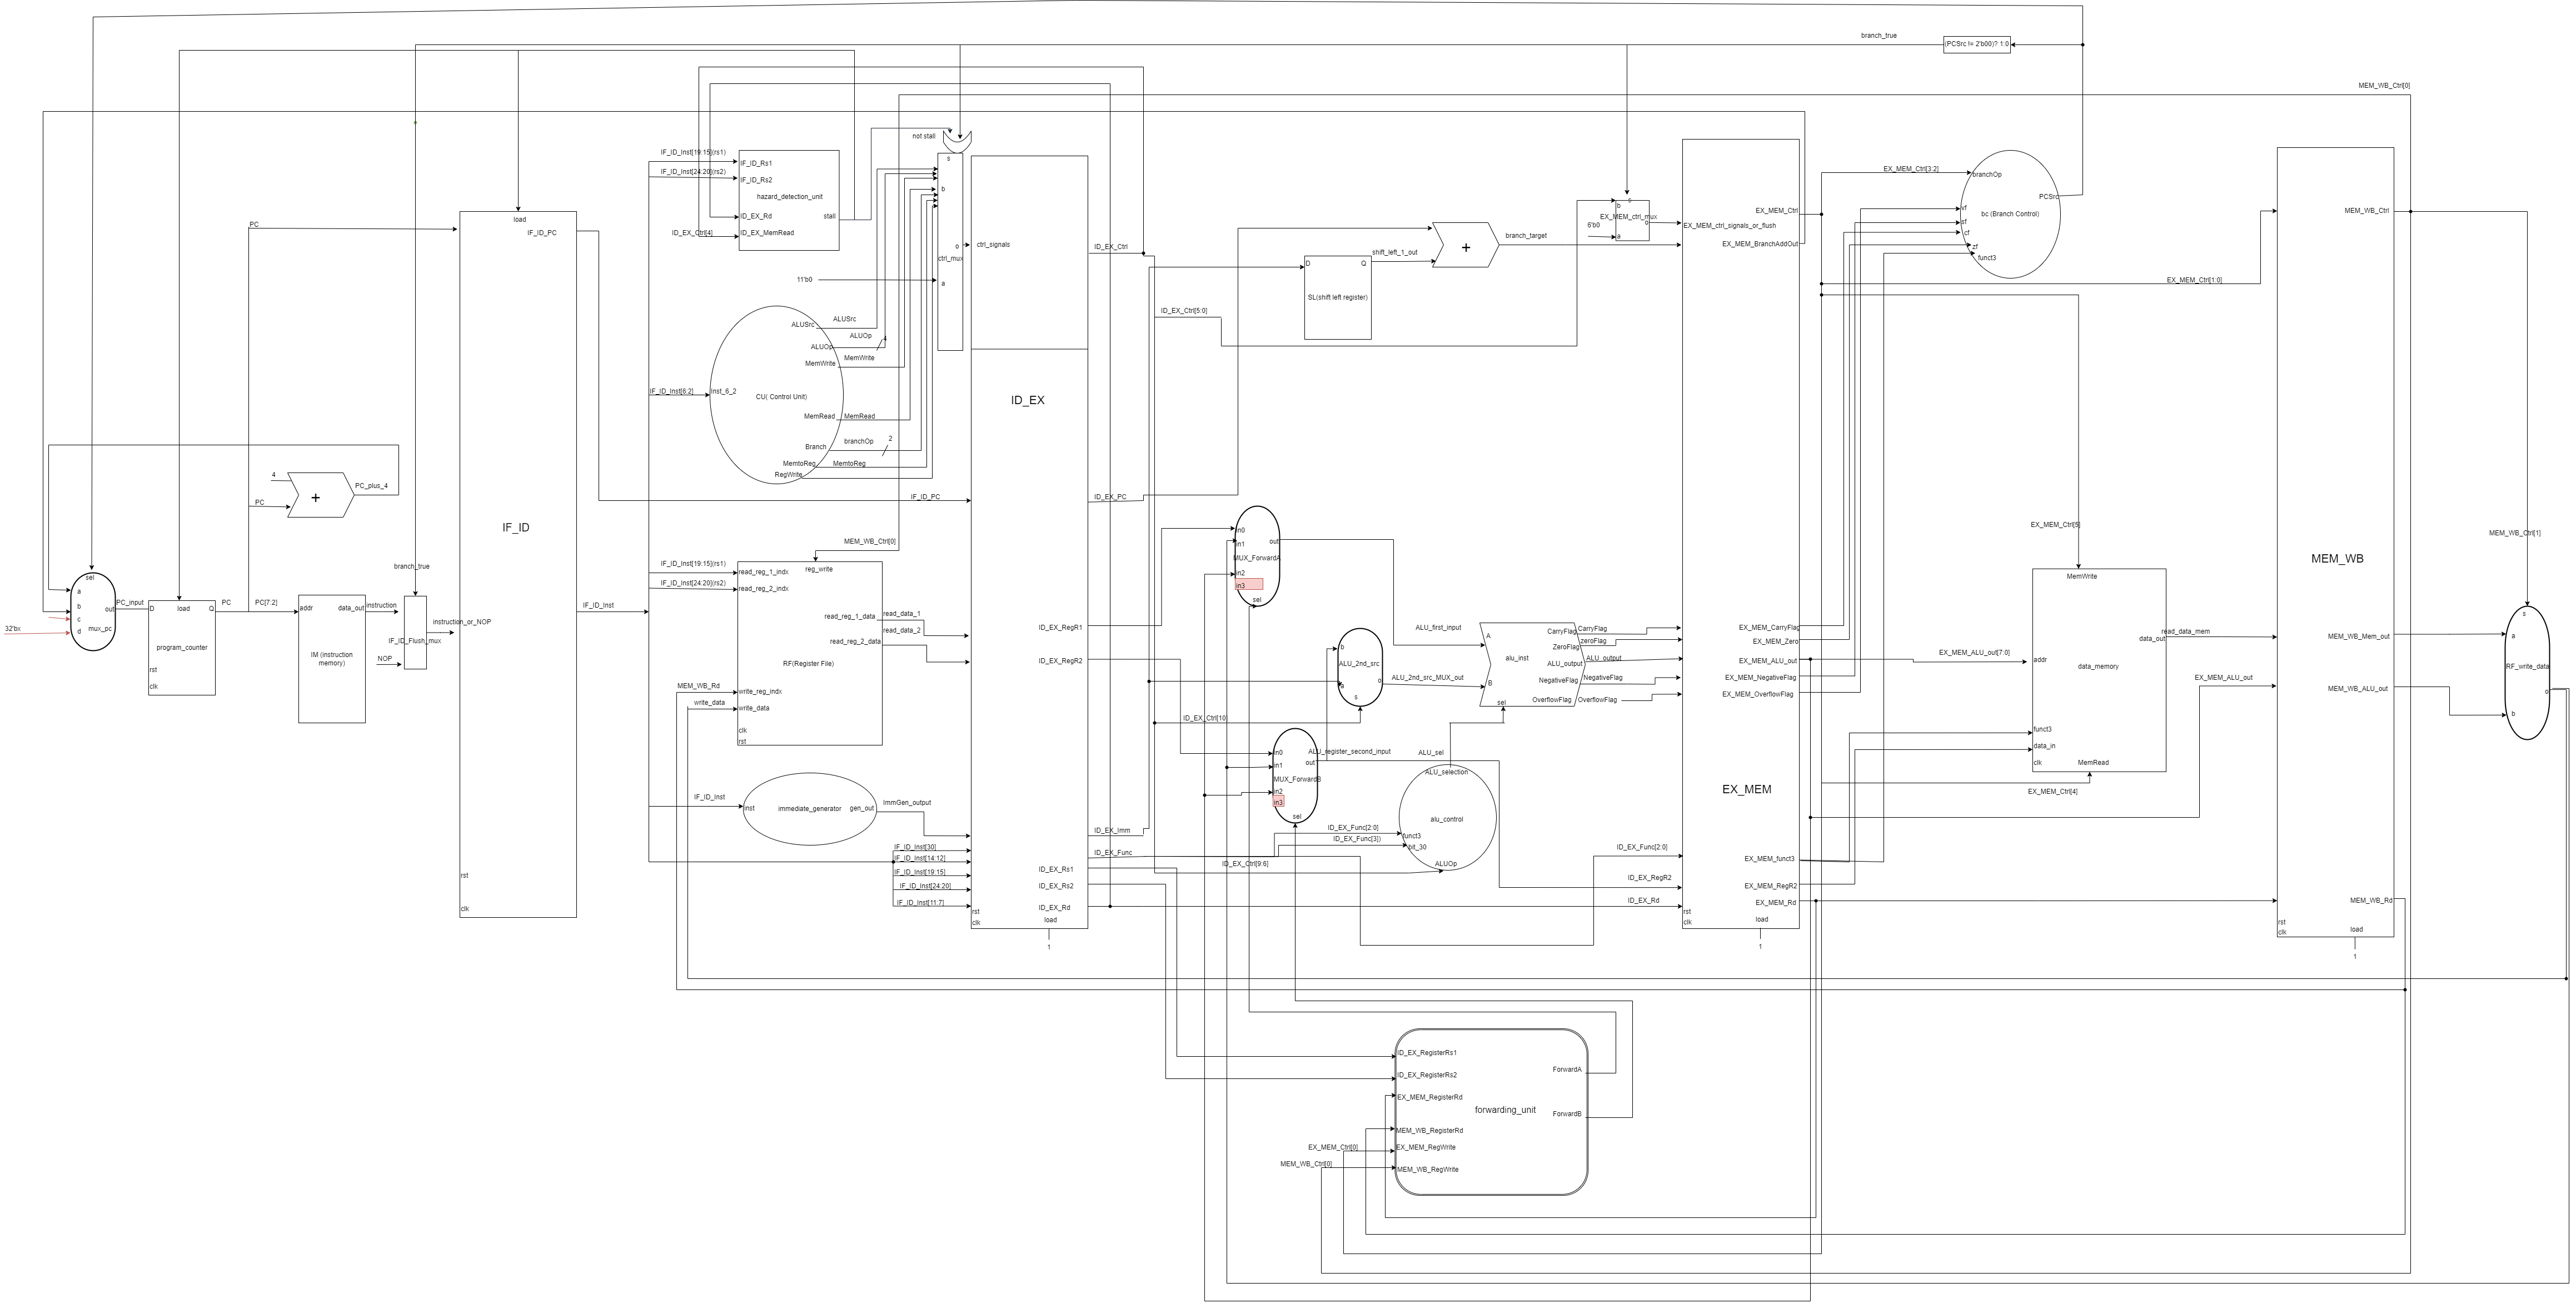 branch_true
(PCSrc != 2'b00)? 1:0
MEM_WB_Ctrl[0]
not stall
IF_ID_Inst[19:15](rs1)
IF_ID_Inst[24:20](rs2)
IF_ID_Rs1
IF_ID_Rs2
hazard_detection_unit
ID_EX_Rd
stall
ID_EX_Ctrl[4]
ID_EX_MemRead
s
b
o
ctrl_mux
a
11'b0
ctrl_signals
PC
load
IF_ID_PC
IF_ID
rst
clk
ALUSrc
ALUSrc
ALUOp
ALUOp
4
MemWrite
MemWrite
IF_ID_Inst[6:2]
Inst_6_2
CU( Control Unit)
MemRead
MemRead
Branch
branchOp
2
MemtoReg
MemtoReg
RegWrite
4
PC
+
PC_plus_4
sel
a
b
c
d
out
mux_pc
32'bx
PC_input
D
load
Q
program_counter
rst
clk
PC
PC[7:2]
addr
data_out
IM (instruction
memory)
instruction
branch_true
IF_ID_Flush_mux
NOP
instruction_or_NOP
IF_ID_Inst
IF_ID_PC
MEM_WB_Ctrl[0]
IF_ID_Inst[19:15](rs1)
IF_ID_Inst[24:20](rs2)
reg_write
read_reg_1_indx
read_reg_2_indx
read_reg_1_data
read_reg_2_data
read_data_1
read_data_2
RF(Register File)
MEM_WB_Rd
write_reg_indx
write_data
write_data
clk
rst
IF_ID_Inst
inst
immediate_generator
gen_out
ImmGen_output
IF_ID_Inst[30]
IF_ID_Inst[14:12]
IF_ID_Inst[19:15]
IF_ID_Inst[24:20]
IF_ID_Inst[11:7]
ID_EX
ID_EX_RegR1
ID_EX_RegR2
ID_EX_Rs1
ID_EX_Rs2
ID_EX_Rd
rst
clk
load
1
ID_EX_Ctrl
ID_EX_PC
ID_EX_Imm
ID_EX_Func
ID_EX_Ctrl[5:0]
D
Q
SL(shift left register)
shift_left_1_out
+
branch_target
s
b
EX_MEM_ctrl_mux
o
a
6'b0
in0
in1
out
MUX_ForwardA
in2
in3
sel
b
ALU_2nd_src
a
o
s
ALU_2nd_src_MUX_out
ALU_first_input
ID_EX_Ctrl[10]
in0
in1
out
MUX_ForwardB
in2
in3
sel
ALU_register_second_input
ALU_sel
A
alu_inst
B
sel
CarryFlag
ZeroFlag
ALU_output
NegativeFlag
OverflowFlag
CarryFlag
zeroFlag
ALU_output
NegativeFlag
OverflowFlag
ALU_selection
alu_control
funct3
bit_30
ALUOp
ID_EX_Func[2:0]
ID_EX_Func[3])
ID_EX_Ctrl[9:6]
ID_EX_Func[2:0]
ID_EX_RegR2
ID_EX_Rd
EX_MEM_Ctrl
EX_MEM_ctrl_signals_or_flush
EX_MEM_BranchAddOut
EX_MEM_CarryFlag
EX_MEM_Zero
EX_MEM_ALU_out
EX_MEM_NegativeFlag
EX_MEM_OverflowFlag
EX_MEM
EX_MEM_funct3
EX_MEM_RegR2
EX_MEM_Rd
rst
clk
load
1
EX_MEM_Ctrl[3:2]
branchOp
PCSrc
vf
bc (Branch Control)
sf
cf
zf
funct3
EX_MEM_Ctrl[1:0]
EX_MEM_Ctrl[5]
MemWrite
EX_MEM_ALU_out[7:0]
addr
data_out
read_data_mem
data_memory
EX_MEM_ALU_out
funct3
data_in
clk
MemRead
EX_MEM_Ctrl[4]
MEM_WB_Ctrl
MEM_WB
MEM_WB_Mem_out
MEM_WB_ALU_out
MEM_WB_Rd
rst
clk
load
1
MEM_WB_Ctrl[1]
s
a
RF_write_data
o
b
ID_EX_RegisterRs1
ForwardA
ID_EX_RegisterRs2
EX_MEM_RegisterRd
forwarding_unit
ForwardB
MEM_WB_RegisterRd
EX_MEM_Ctrl[0]
EX_MEM_RegWrite
MEM_WB_Ctrl[0]
MEM_WB_RegWrite